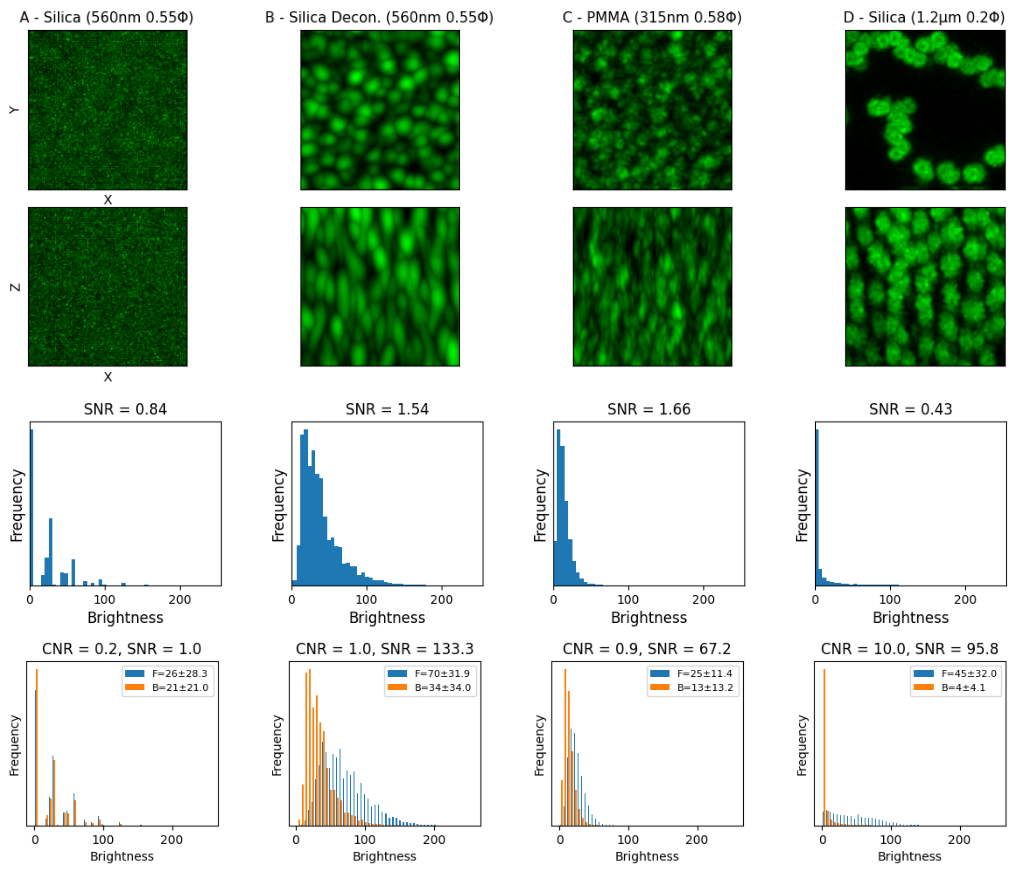 A - Silica (560nm 0.55Φ)
B - Silica Decon. (560nm 0.55Φ)
C - PMMA (315nm 0.58Φ)
D - Silica (1.2μm 0.2Φ)
Y
X
Z
X
SNR = 0.84
SNR = 1.54
SNR = 1.66
SNR = 0.43
Frequency
Frequency
Frequency
Frequency
0 100 200
0 100 200
0 100 200
0 100 200
Brightness
Brightness
Brightness
Brightness
CNR = 0.2, SNR = 1.0
CNR = 1.0, SNR = 133.3
CNR = 0.9, SNR = 67.2
CNR = 10.0, SNR = 95.8
F=26±28.3
B=21±21.0
F=70±31.9
B=34±34.0
F=25±11.4
B=13±13.2
F=45±32.0
B=4±4.1
Frequency
Frequency
Frequency
Frequency
0 100 200
0 100 200
0 100 200
0 100 200
Brightness
Brightness
Brightness
Brightness